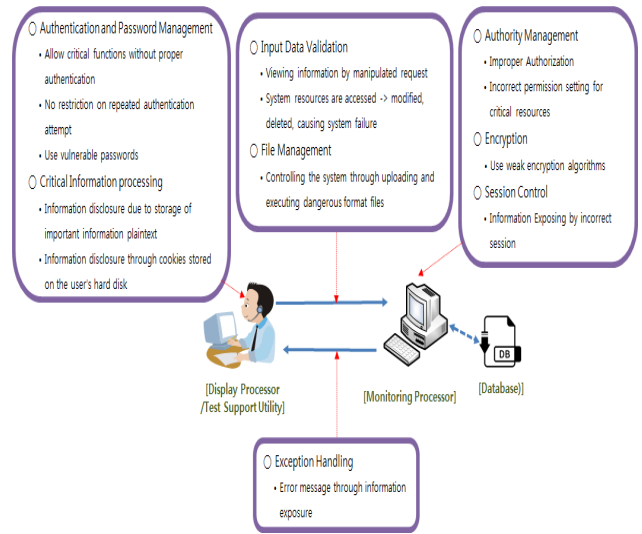 ○ Authentication and Password Management
• Allow critical functions without proper
authentication
• No restriction on repeated authentication
attempt
• Use vulnerable passwords
○ Critical Information processing
• Information disclosure due to storage of
important information plaintext
• Information disclosure through cookies stored
on the user's hard disk
○ Input Data Validation
• Viewing information by manipulated request
• System resources are accessed -> modified,
deleted, causing system failure
○ File Management
• Controlling the system through uploading and
executing dangerous format files
○ Authority Management
• Improper Authorization
• Incorrect permission setting for
critical resources
○ Encryption
• Use weak encryption algorithms
○ Session Control
• Information Exposing by incorrect
session
DB
[Display Processor
/Test Support Utility]
[Monitoring Processor]
[Database)]
○ Exception Handling
• Error message through information
exposure